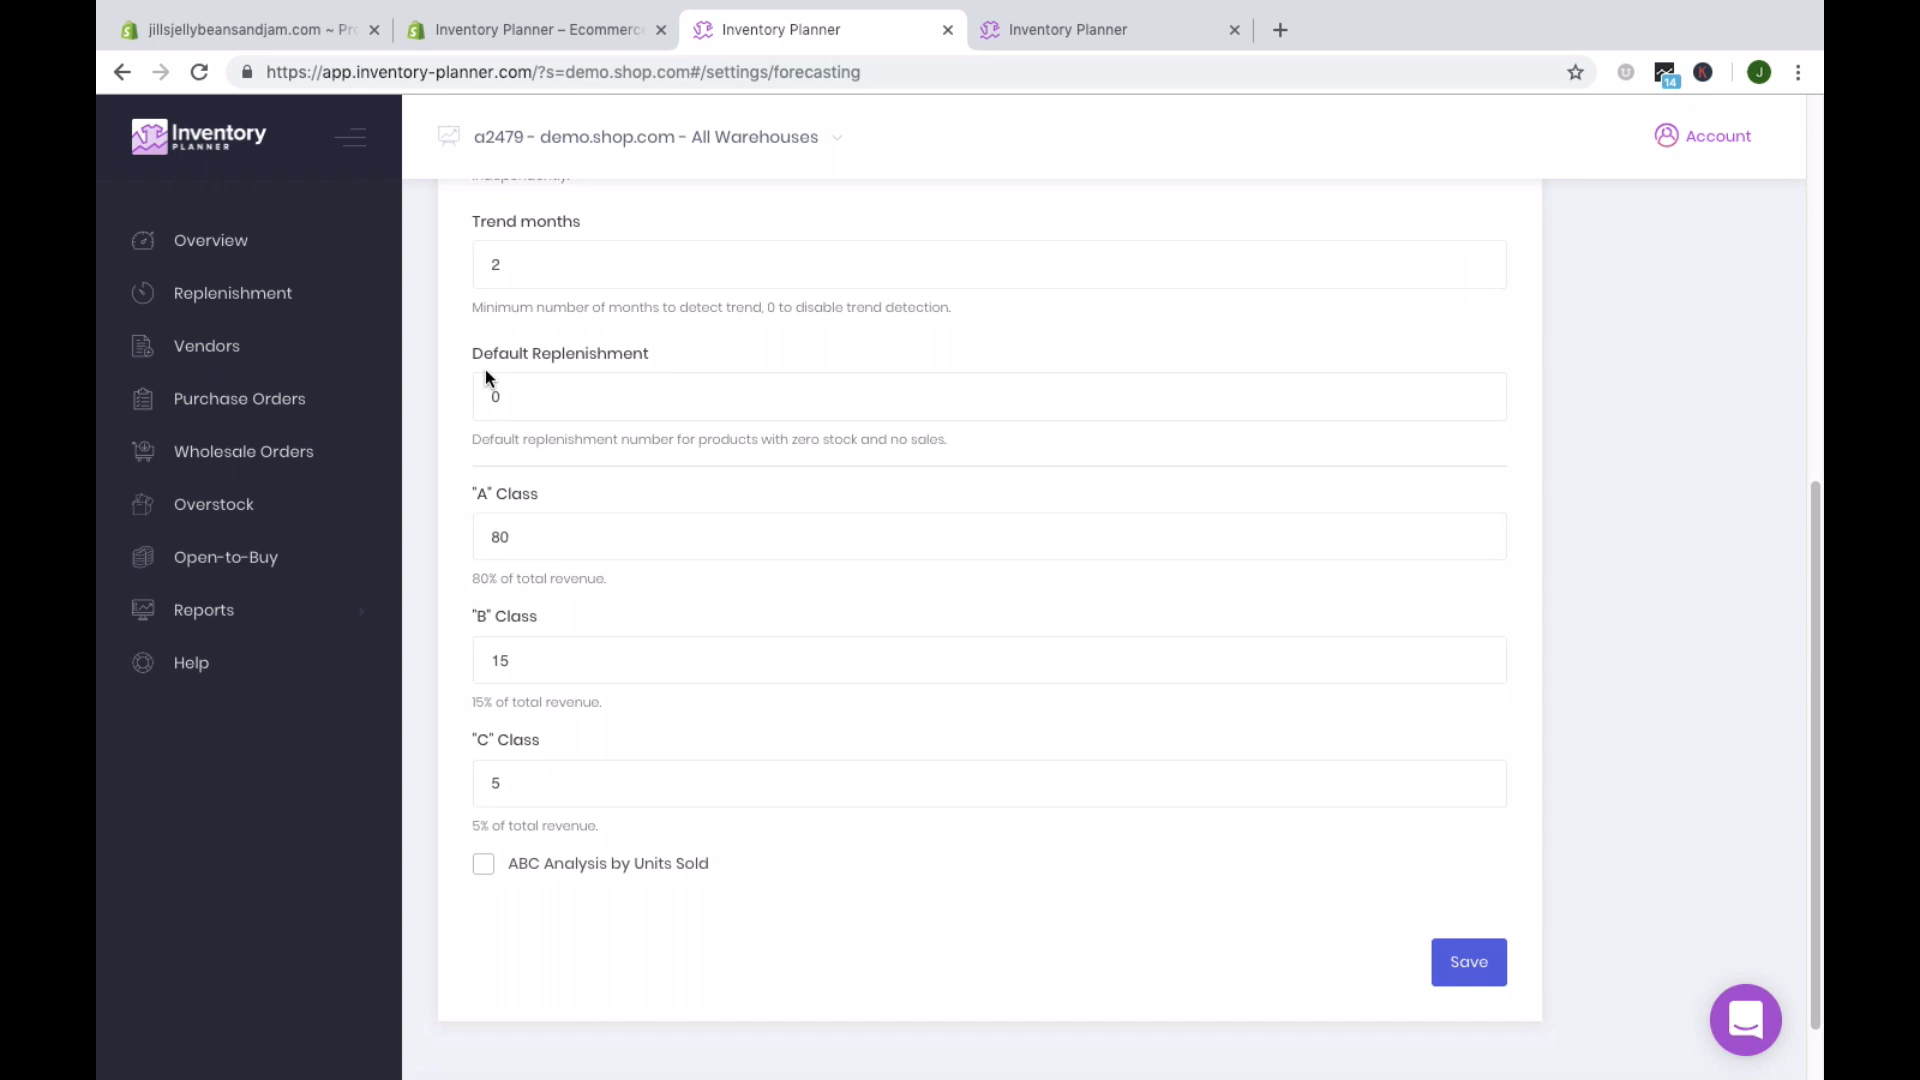 jillsjellybeansandjam.com ~ Pro
Inventory Planner – Ecommerce
Inventory Planner
Inventory Planner
https://app.inventory-planner.com/?s=demo.shop.com#/settings/forecasting
14
K
J
Inventory
PLANNER
a2479 - demo.shop.com - All Warehouses
Account
Overview
Replenishment
Vendors
Purchase Orders
Wholesale Orders
Overstock
Open-to-Buy
Reports
Help
independently.
Trend months
2
Minimum number of months to detect trend, 0 to disable trend detection.
Default Replenishment
0
Default replenishment number for products with zero stock and no sales.
"A" Class
80
80% of total revenue.
"B" Class
15
15% of total revenue.
"C" Class
5
5% of total revenue.
ABC Analysis by Units Sold
Save